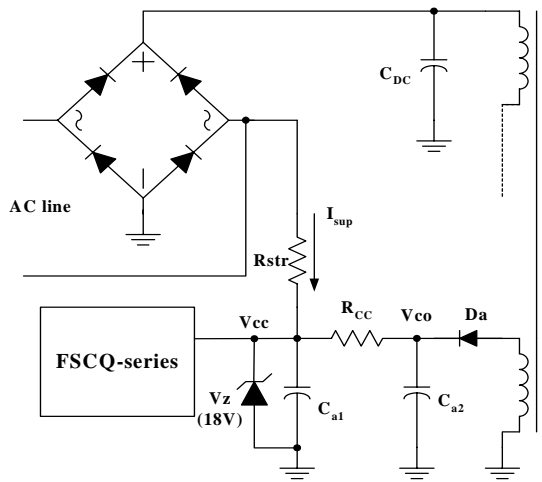 C_DC
AC line
I_sup
Rstr
R_CC
Vcc
Vco
Da
FSCQ-series
Vz
(18V)
C_a1
C_a2